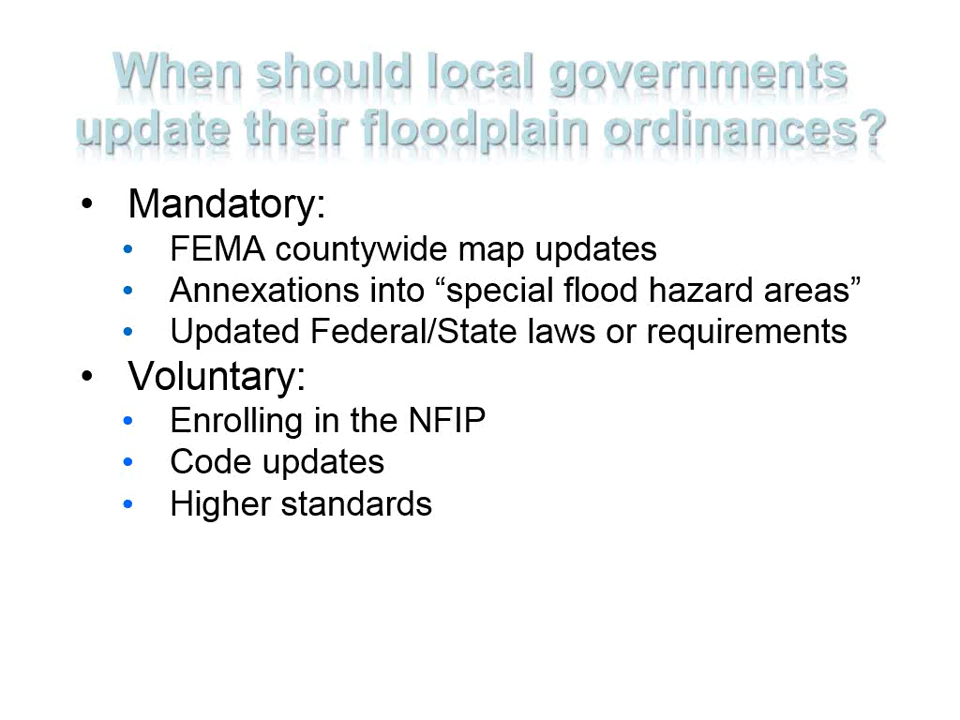 When should local governments
update their floodplain ordinances?
• Mandatory:
• FEMA countywide map updates
• Annexations into “special flood hazard areas”
• Updated Federal/State laws or requirements
• Voluntary:
• Enrolling in the NFIP
• Code updates
• Higher standards